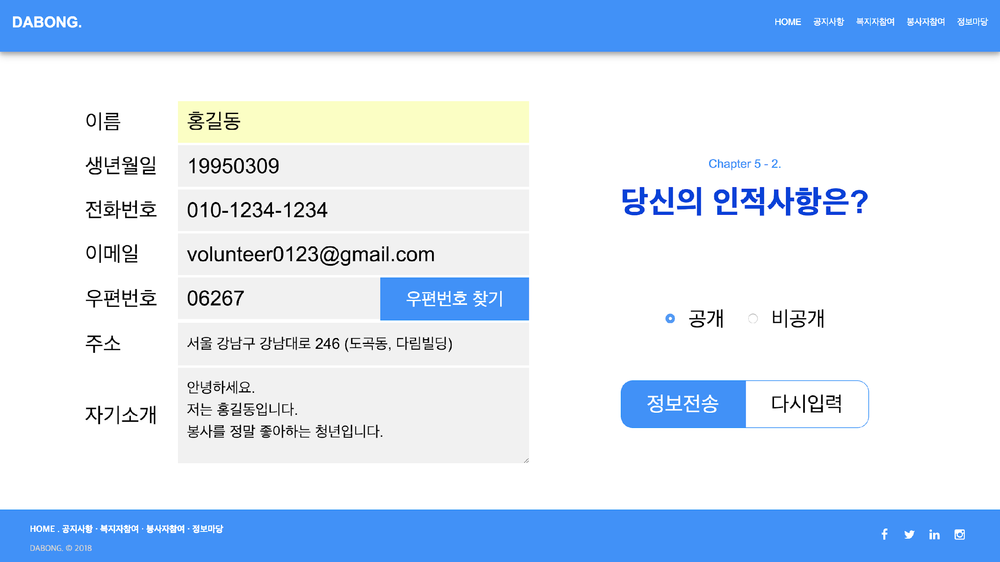 DABONG.
HOME 공지사항 복지자참여 봉사자참여 정보마당
이름 홍길동
생년월일 19950309
전화번호 010-1234-1234
이메일 volunteer0123@gmail.com
우편번호 06267 우편번호 찾기
주소 서울 강남구 강남대로 246 (도곡동, 다림빌딩)
자기소개
안녕하세요.
저는 홍길동입니다.
봉사를 정말 좋아하는 청년입니다.
Chapter 5 - 2.
당신의 인적사항은?
공개 비공개
정보전송 다시입력
HOME . 공지사항 · 복지자참여 · 봉사자참여 · 정보마당
DABONG. © 2018